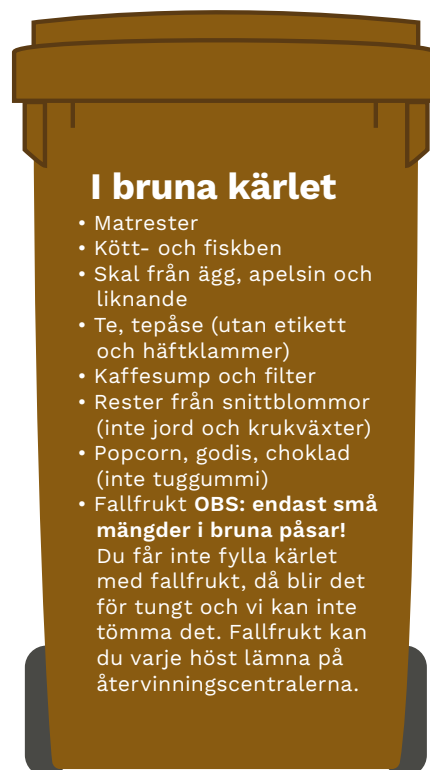 I bruna kärlet
• Matrester
• Kött- och fiskben
• Skal från ägg, apelsin och
liknande
• Te, tepåse (utan etikett
och häftklammer)
• Kaffesump och filter
• Rester från snittblommor
(inte jord och krukväxter)
• Popcorn, godis, choklad
(inte tuggummi)
• Fallfrukt OBS: endast små
mängder i bruna påsar!
Du får inte fylla kärlet
med fallfrukt, då blir det
för tungt och vi kan inte
tömma det. Fallfrukt kan
du varje höst lämna på
återvinningscentralerna.